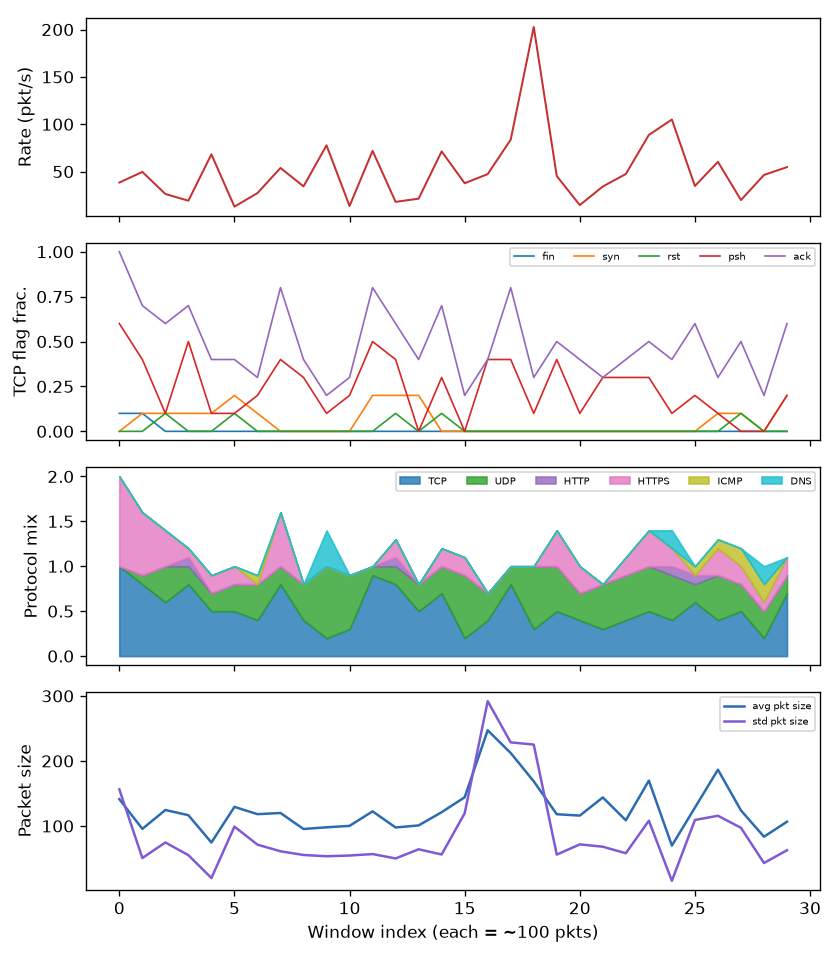 Rate (pkt/s)
200
150
100
50
TCP flag frac.
1.00
0.75
0.50
0.25
0.00
fin syn rst psh ack
Protocol mix
2.0
1.5
1.0
0.5
0.0
TCP UDP HTTP HTTPS ICMP DNS
Packet size
300
200
100
avg pkt size
std pkt size
0 5 10 15 20 25 30
Window index (each = ~100 pkts)